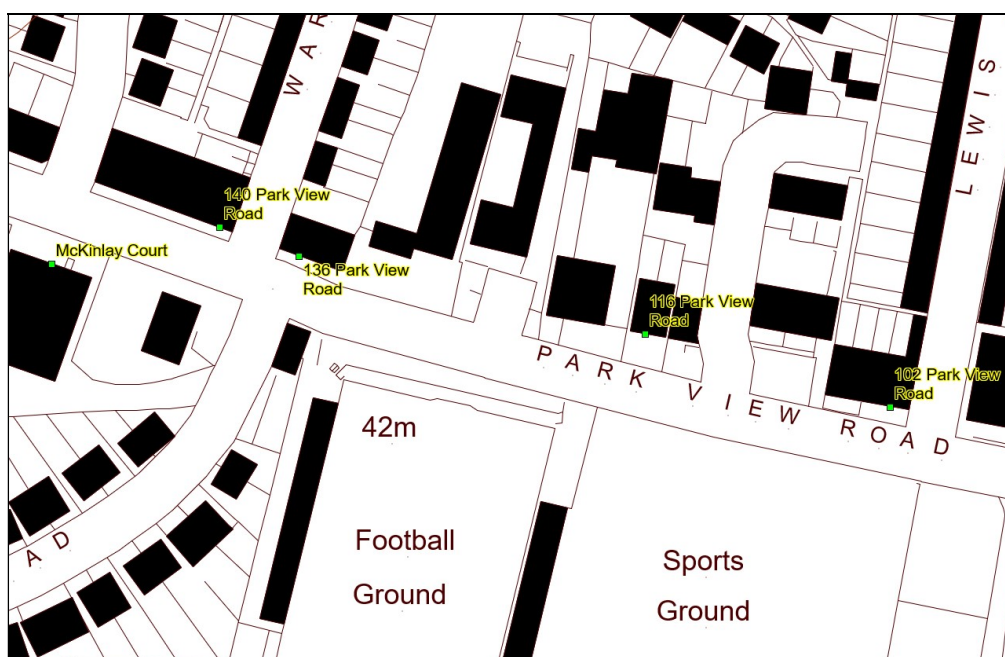 WAR
LEWIS
140 Park View
Road
McKinlay Court
136 Park View
Road
116 Park View
Road
PARK VIEW ROAD
102 Park View
Road
42m
AD
Football
Ground
Sports
Ground